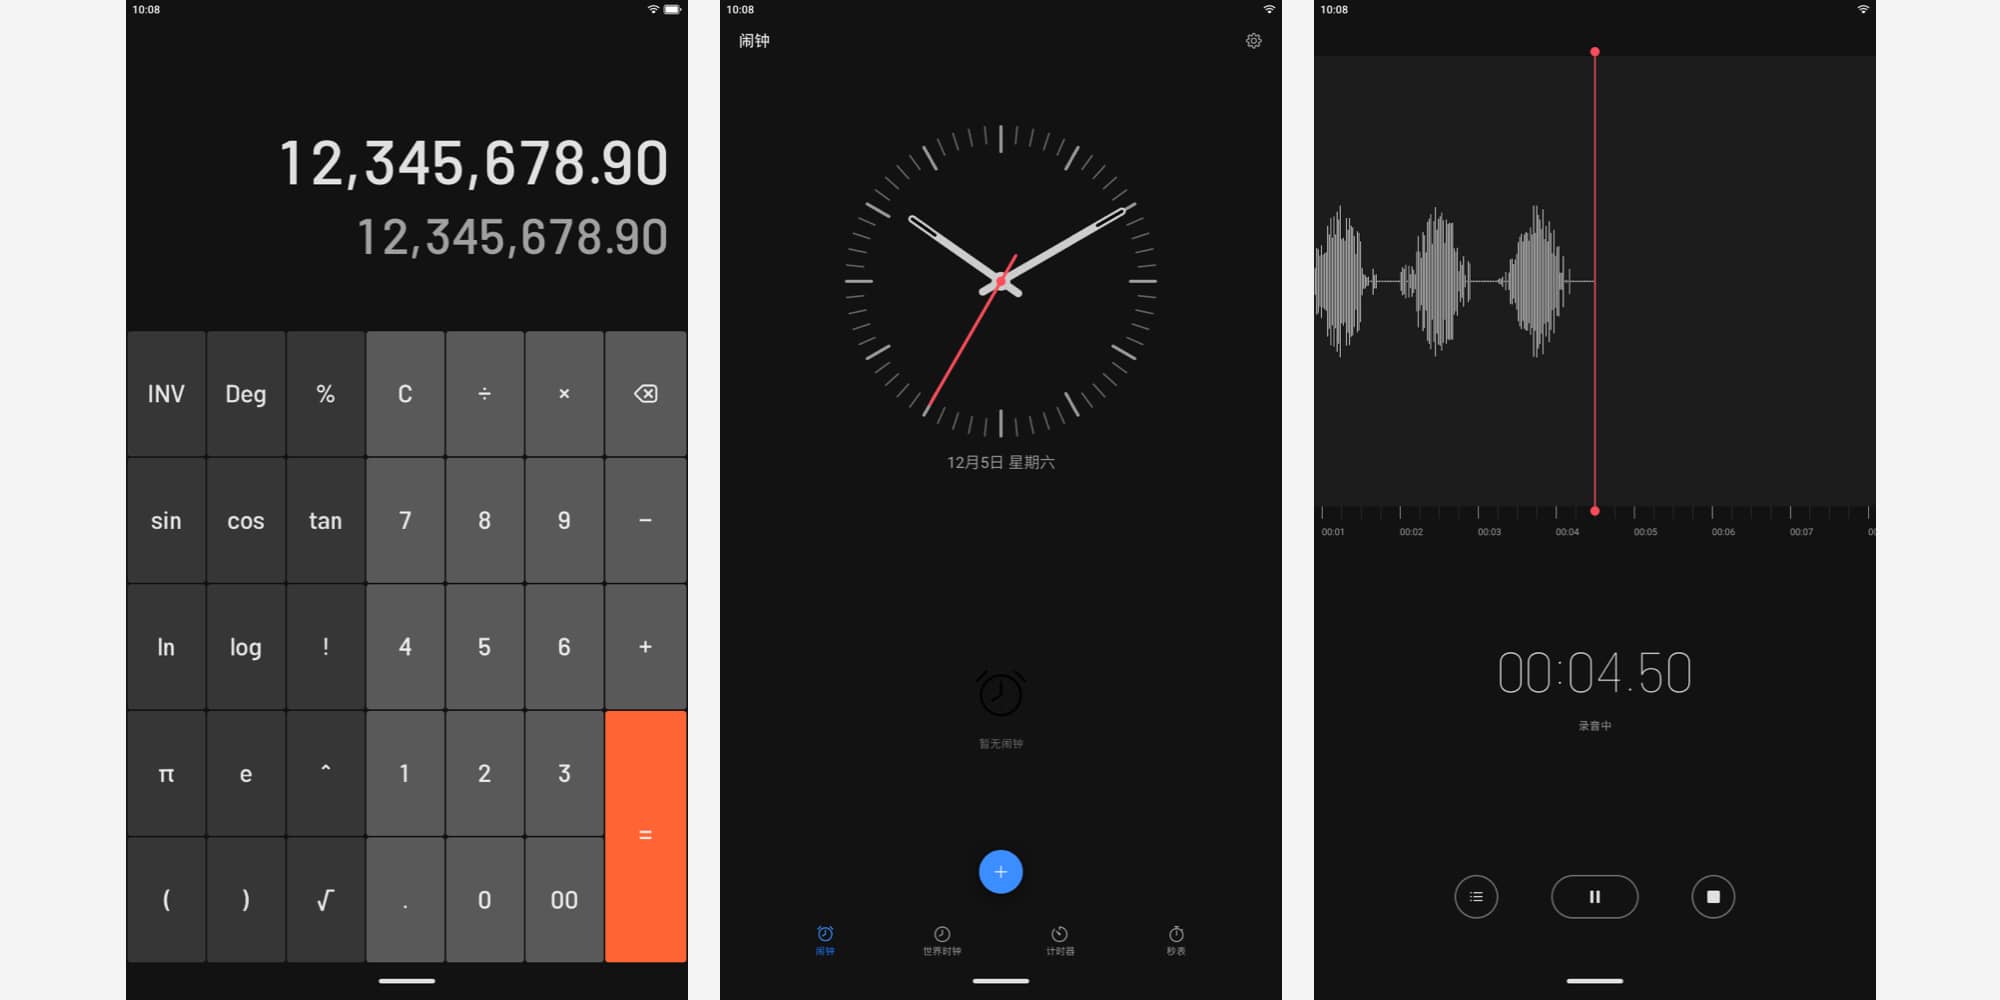 10:08
12,345,678.90
12,345,678.90
INV Deg % C ÷ ×
sin cos tan 7 8 9 −
ln log ! 4 5 6 +
π e ^ 1 2 3
( ) √ . 0 00 =
10:08
闹钟
12月5日 星期六
暂无闹钟
+
闹钟 世界时钟 计时器 秒表
10:08
00:01 00:02 00:03 00:04 00:05 00:06 00:07 00
00:04.50
录音中